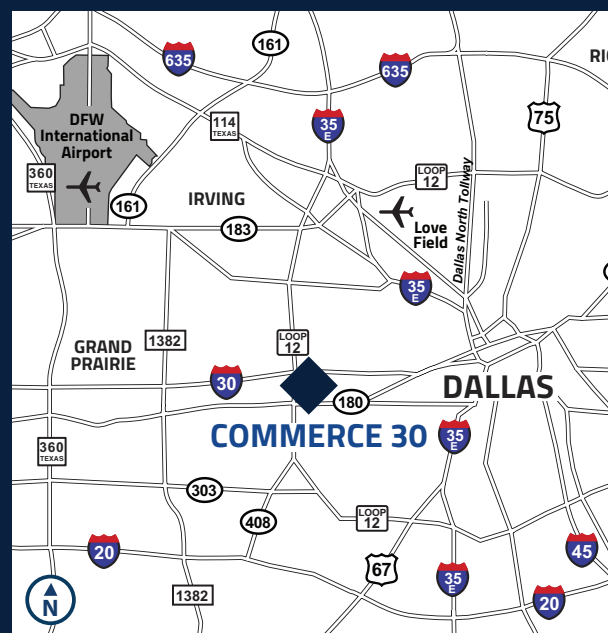 161
635
635
RIC
75
DFW
International
Airport
114
TEXAS
35
E
360
TEXAS
LOOP
12
161
IRVING
183
Love
Field
Dallas North Tollway
35
E
1382
LOOP
12
GRAND
PRAIRIE
30
180
DALLAS
COMMERCE 30
35
E
360
TEXAS
303
408
LOOP
12
20
67
45
35
E
20
1382
N